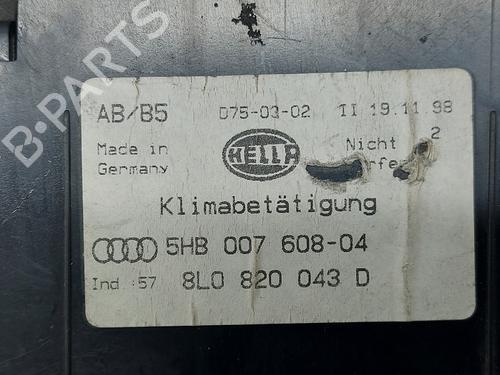 B-PARTS
AB/B5 D75-03-02 II 19.11.98
Made in Germany
HELLA
Nicht 2
Klimabetätigung
5HB 007 608-04
Ind :57 8L0 820 043 D